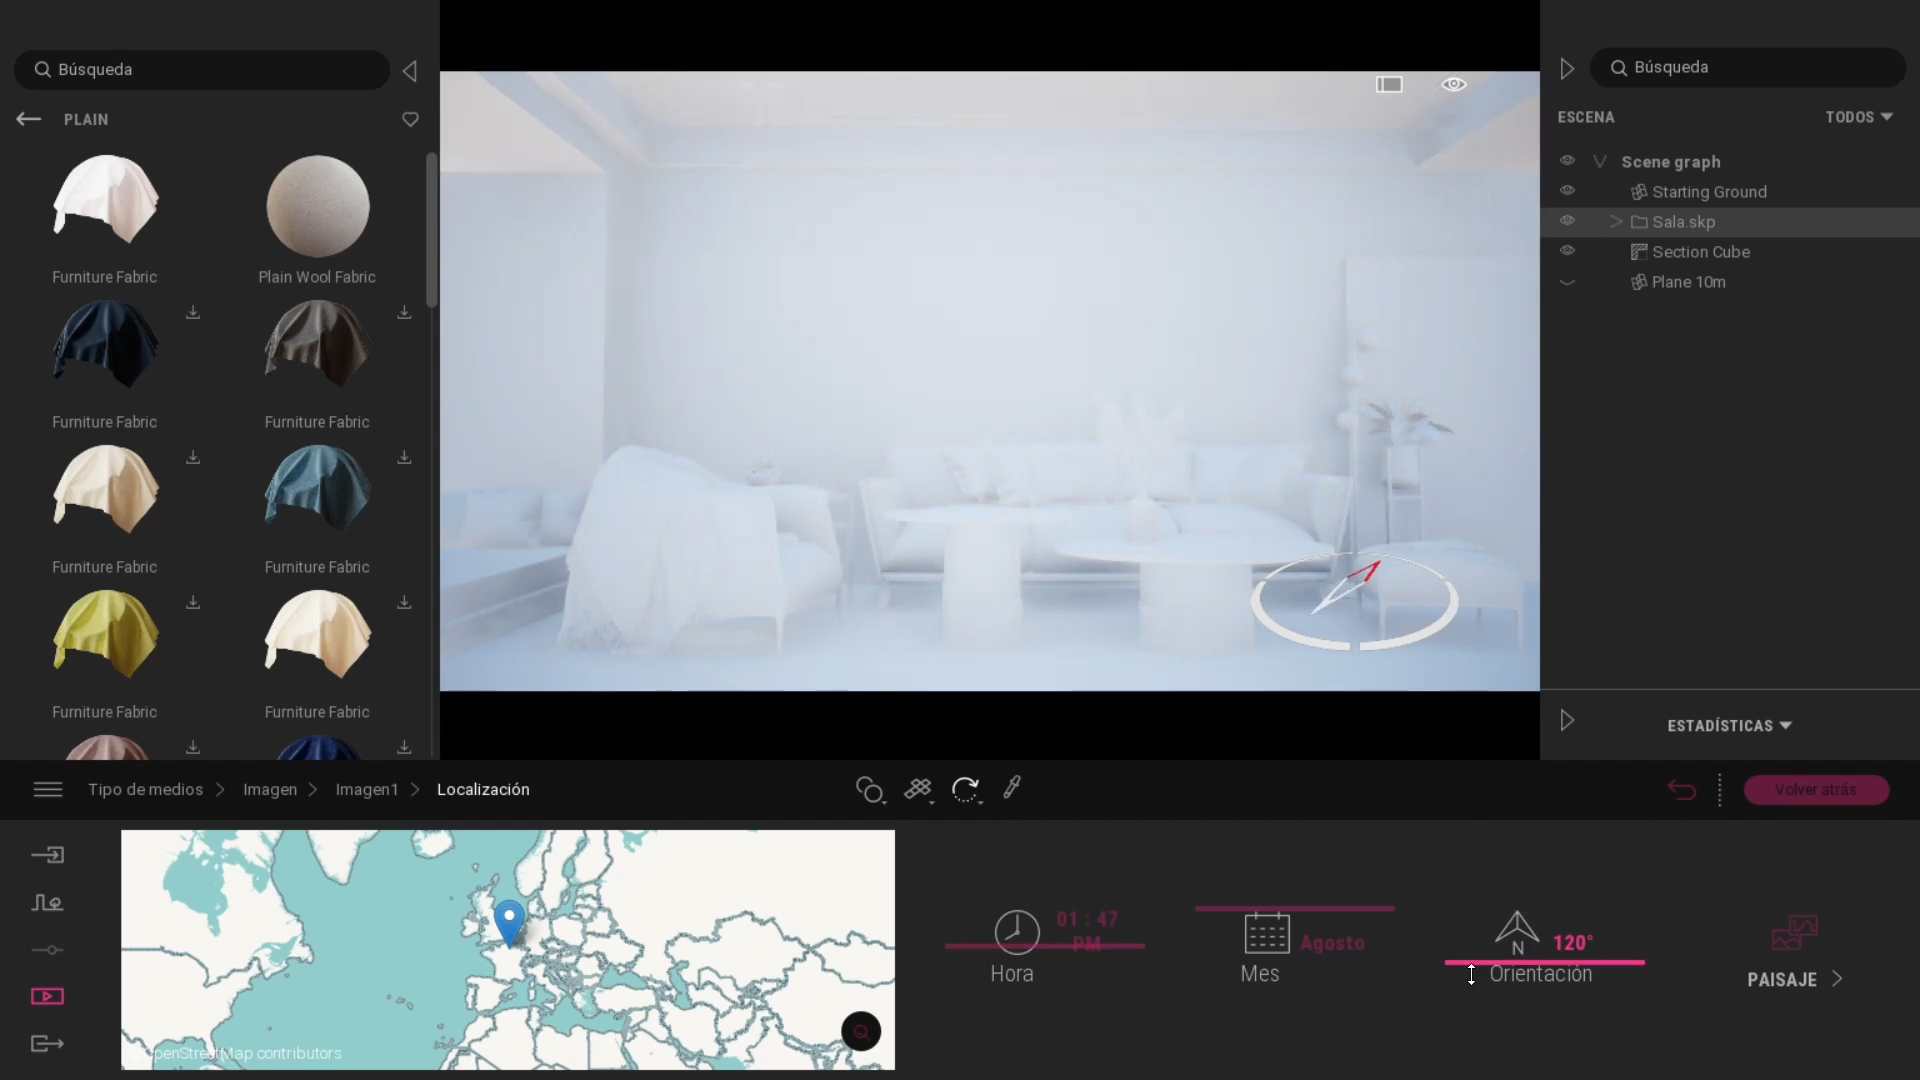 Búsqueda
PLAIN
Furniture Fabric
Plain Wool Fabric
Furniture Fabric
Furniture Fabric
Furniture Fabric
Furniture Fabric
Furniture Fabric
Furniture Fabric
Búsqueda
ESCENA
TODOS
Scene graph
Starting Ground
Sala.skp
Section Cube
Plane 10m
ESTADÍSTICAS
Tipo de medios
Imagen
Imagen1
Localización
Volver atrás
OpenStreetMap contributors
01 : 47
PM
Hora
Agosto
Mes
N
120°
Orientación
PAISAJE